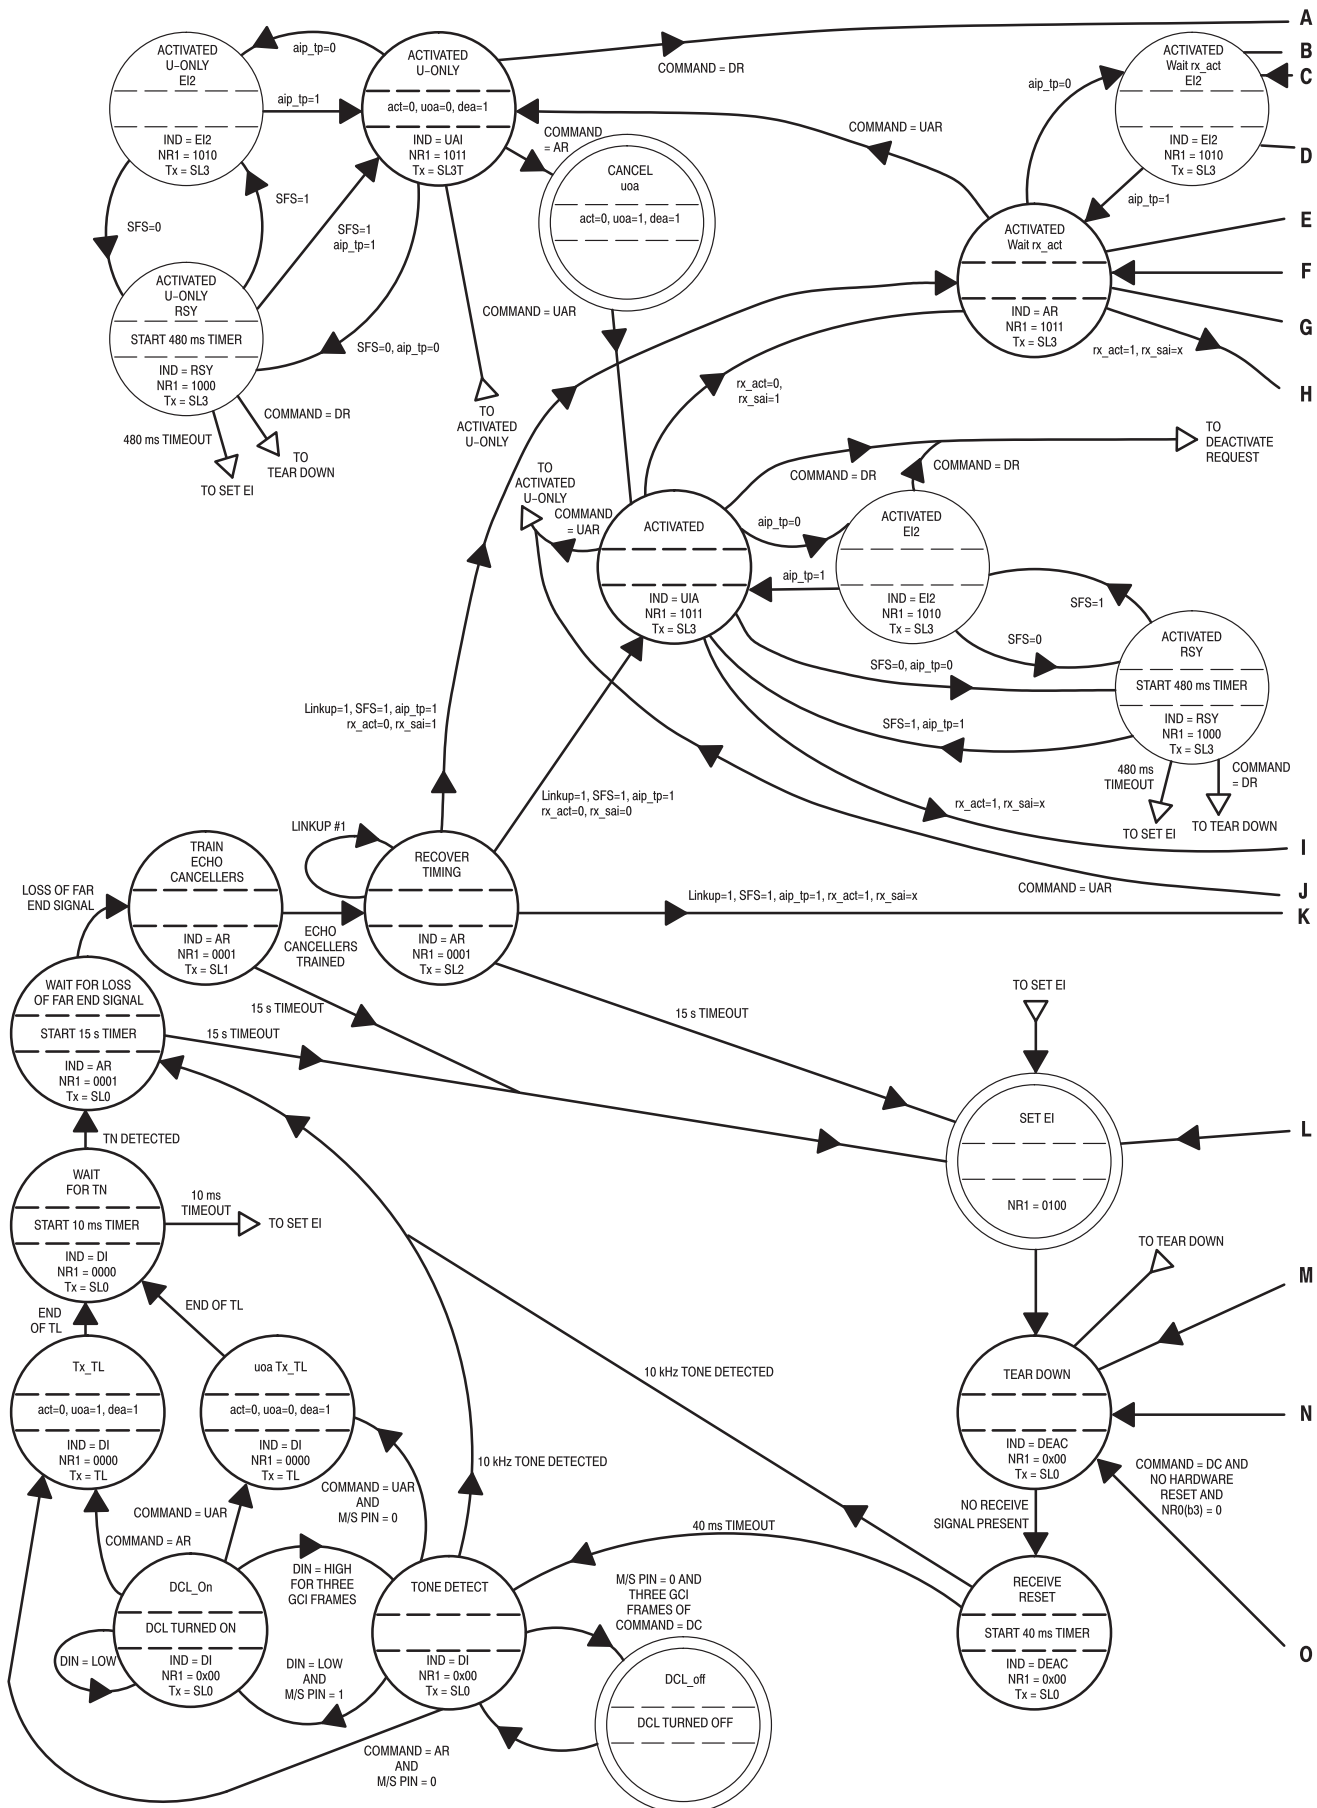 A
B
C
D
E
F
G
H
ACTIVATED
U–ONLY
EI2
IND = EI2
NR1 = 1010
Tx = SL3
aip_tp=0
aip_tp=1
ACTIVATED
U–ONLY
act=0, uoa=0, dea=1
IND = UAI
NR1 = 1011
Tx = SL3T
COMMAND = DR
COMMAND
= AR
CANCEL
uoa
act=0, uoa=1, dea=1
COMMAND = UAR
aip_tp=0
ACTIVATED
Wait rx_act
EI2
IND = EI2
NR1 = 1010
Tx = SL3
aip_tp=1
ACTIVATED
Wait rx_act
IND = AR
NR1 = 1011
Tx = SL3
rx_act=1, rx_sai=x
SFS=0
SFS=1
SFS=1
aip_tp=1
SFS=0, aip_tp=0
ACTIVATED
U–ONLY
RSY
START 480 ms TIMER
IND = RSY
NR1 = 1000
Tx = SL3
480 ms TIMEOUT
TO SET EI
COMMAND = DR
TO
TEAR DOWN
TO
ACTIVATED
U–ONLY
COMMAND = UAR
rx_act=0,
rx_sai=1
TO
ACTIVATED
U–ONLY
COMMAND
= UAR
ACTIVATED
IND = UIA
NR1 = 1011
Tx = SL3
COMMAND = DR
COMMAND = DR
TO
DEACTIVATE
REQUEST
aip_tp=0
aip_tp=1
ACTIVATED
EI2
IND = EI2
NR1 = 1010
Tx = SL3
SFS=1
SFS=0
SFS=0, aip_tp=0
SFS=1, aip_tp=1
ACTIVATED
RSY
START 480 ms TIMER
IND = RSY
NR1 = 1000
Tx = SL3
480 ms
TIMEOUT
TO SET EI
COMMAND
= DR
TO TEAR DOWN
rx_act=1, rx_sai=x
I
COMMAND = UAR
J
Linkup=1, SFS=1, aip_tp=1
rx_act=0, rx_sai=1
Linkup=1, SFS=1, aip_tp=1
rx_act=0, rx_sai=0
LINKUP #1
TRAIN
ECHO
CANCELLERS
IND = AR
NR1 = 0001
Tx = SL1
ECHO
CANCELLERS
TRAINED
RECOVER
TIMING
IND = AR
NR1 = 0001
Tx = SL2
Linkup=1, SFS=1, aip_tp=1, rx_act=1, rx_sai=x
K
LOSS OF FAR
END SIGNAL
WAIT FOR LOSS
OF FAR END SIGNAL
START 15 s TIMER
IND = AR
NR1 = 0001
Tx = SL0
15 s TIMEOUT
15 s TIMEOUT
15 s TIMEOUT
TO SET EI
SET EI
NR1 = 0100
L
TN DETECTED
WAIT
FOR TN
START 10 ms TIMER
IND = DI
NR1 = 0000
Tx = SL0
10 ms
TIMEOUT
TO SET EI
END
OF TL
END OF TL
Tx_TL
act=0, uoa=1, dea=1
IND = DI
NR1 = 0000
Tx = TL
uoa Tx_TL
act=0, uoa=0, dea=1
IND = DI
NR1 = 0000
Tx = TL
10 kHz TONE DETECTED
10 kHz TONE DETECTED
TO TEAR DOWN
M
TEAR DOWN
IND = DEAC
NR1 = 0x00
Tx = SL0
N
COMMAND = DC AND
NO HARDWARE
RESET AND
NR0(b3) = 0
O
NO RECEIVE
SIGNAL PRESENT
RECEIVE
RESET
START 40 ms TIMER
IND = DEAC
NR1 = 0x00
Tx = SL0
40 ms TIMEOUT
COMMAND = UAR
AND
M/S PIN = 0
COMMAND = UAR
COMMAND = AR
DCL_On
DCL TURNED ON
IND = DI
NR1 = 0x00
Tx = SL0
DIN = LOW
DIN = HIGH
FOR THREE
GCI FRAMES
DIN = LOW
AND
M/S PIN = 1
TONE DETECT
IND = DI
NR1 = 0x00
Tx = SL0
M/S PIN = 0 AND
THREE GCI
FRAMES OF
COMMAND = DC
DCL_off
DCL TURNED OFF
COMMAND = AR
AND
M/S PIN = 0